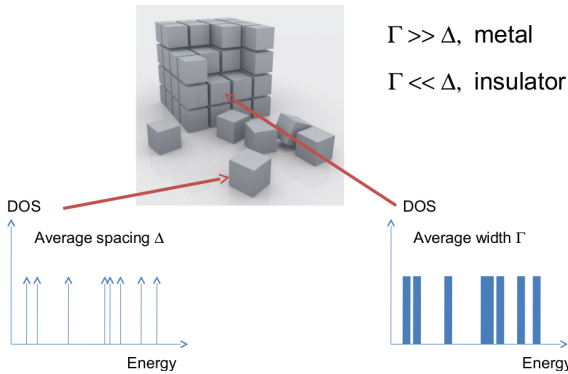 Γ >> Δ, metal
Γ << Δ, insulator
DOS
Average spacing Δ
Energy
DOS
Average width Γ
Energy